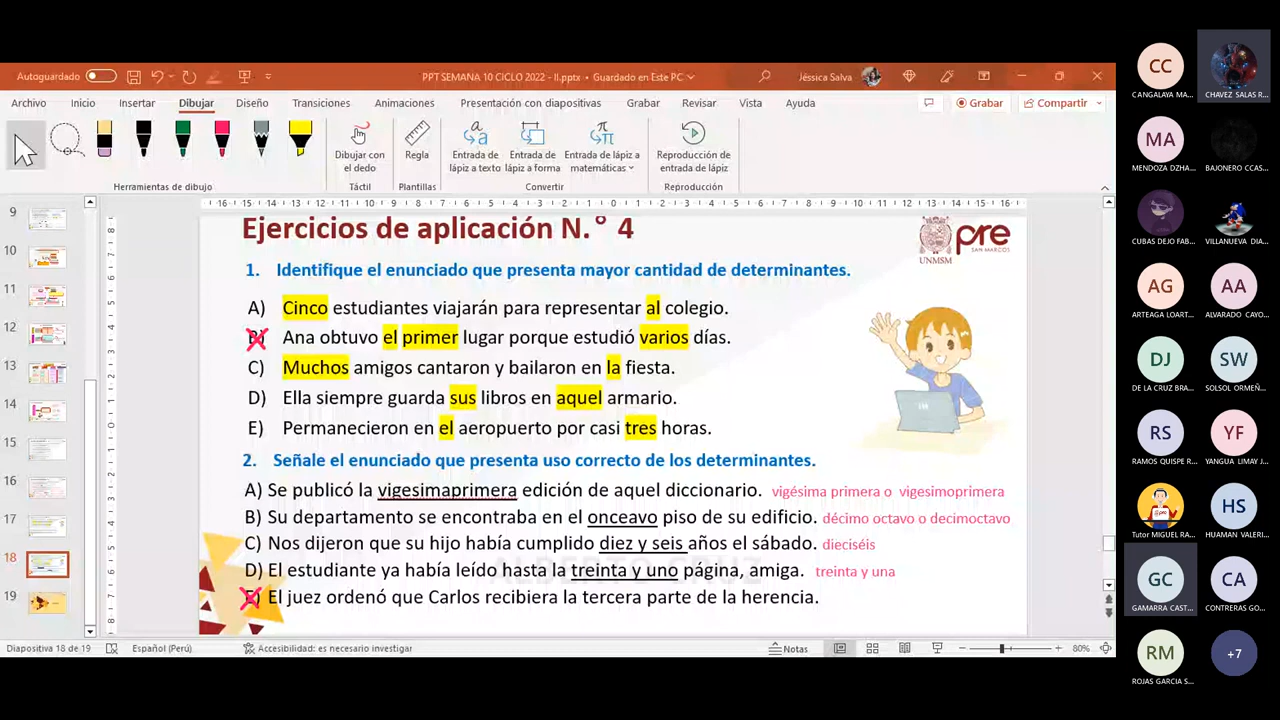 Autoguardado
PPT SEMANA 10 CICLO 2022 - II.pptx • Guardado en Este PC
Jéssica Salva
Archivo Inicio Insertar Dibujar Diseño Transiciones Animaciones Presentación con diapositivas Grabar Revisar Vista Ayuda
Grabar
Compartir
Dibujar con el dedo
Regla
Entrada de lápiz a texto
Entrada de lápiz a forma
Entrada de lápiz a matemáticas
Reproducción de entrada de lápiz
Herramientas de dibujo
Táctil
Plantillas
Convertir
Reproducción
9
10
11
12
13
14
15
16
17
18
19
Ejercicios de aplicación N.° 4
UNMSM
pre
SAN MARCOS
1. Identifique el enunciado que presenta mayor cantidad de determinantes.
A) Cinco estudiantes viajarán para representar al colegio.
B) Ana obtuvo el primer lugar porque estudió varios días.
C) Muchos amigos cantaron y bailaron en la fiesta.
D) Ella siempre guarda sus libros en aquel armario.
E) Permanecieron en el aeropuerto por casi tres horas.
2. Señale el enunciado que presenta uso correcto de los determinantes.
A) Se publicó la vigesimaprimera edición de aquel diccionario. vigésima primera o vigesimoprimera
B) Su departamento se encontraba en el onceavo piso de su edificio. décimo octavo o decimoctavo
C) Nos dijeron que su hijo había cumplido diez y seis años el sábado. dieciséis
D) El estudiante ya había leído hasta la treinta y uno página, amiga. treinta y una
E) El juez ordenó que Carlos recibiera la tercera parte de la herencia.
Diapositiva 18 de 19
Español (Perú)
Accesibilidad: es necesario investigar
Notas
80%
CC
CANGALAYA MA...
CHAVEZ SALAS R...
MA
MENDOZA DZHA...
BAJONERO CCAS...
CUBAS DEJO FAB...
VILLANUEVA DIA...
AG
ARTEAGA LOART...
AA
ALVARADO CAYO...
DJ
DE LA CRUZ BRA...
SW
SOLSOL ORMEÑ...
RS
RAMOS QUISPE R...
YF
YANGUA LIMAY J...
Tutor MIGUEL RA...
HS
HUAMAN VALERI...
GC
GAMARRA CAST...
CA
CONTRERAS GO...
RM
ROJAS GARCIA S...
+7